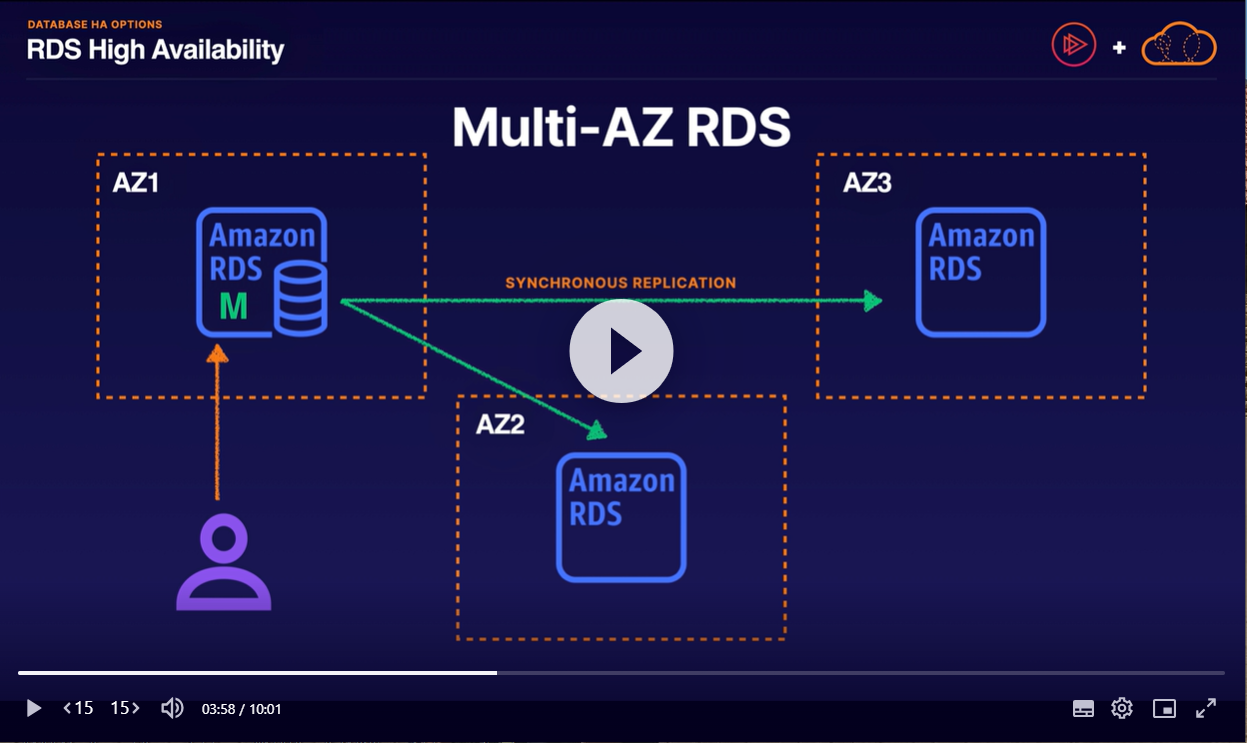 DATABASE HA OPTIONS
RDS High Availability
Multi-AZ RDS
AZ1
Amazon
RDS
M
SYNCHRONOUS REPLICATION
AZ3
Amazon
RDS
AZ2
Amazon
RDS
<15 15> 03:58 / 10:01